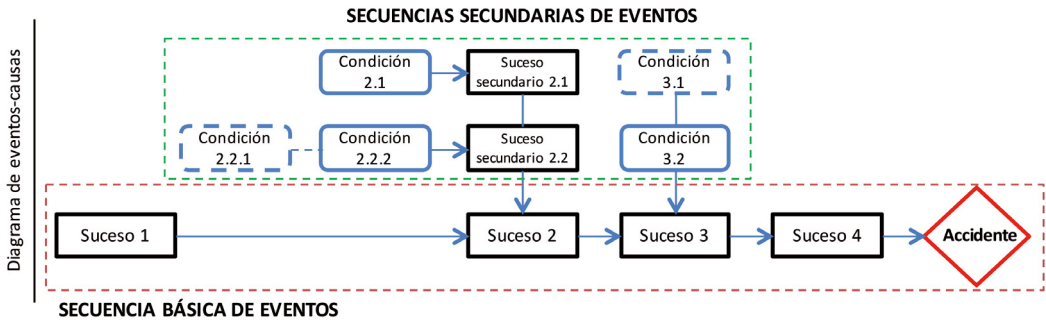 SECUENCIAS SECUNDARIAS DE EVENTOS
Diagrama de eventos-causas
Condición
2.1
Suceso
secundario 2.1
Condición
3.1
Condición
2.2.1
Condición
2.2.2
Suceso
secundario 2.2
Condición
3.2
Suceso 1
Suceso 2
Suceso 3
Suceso 4
Accidente
SECUENCIA BÁSICA DE EVENTOS